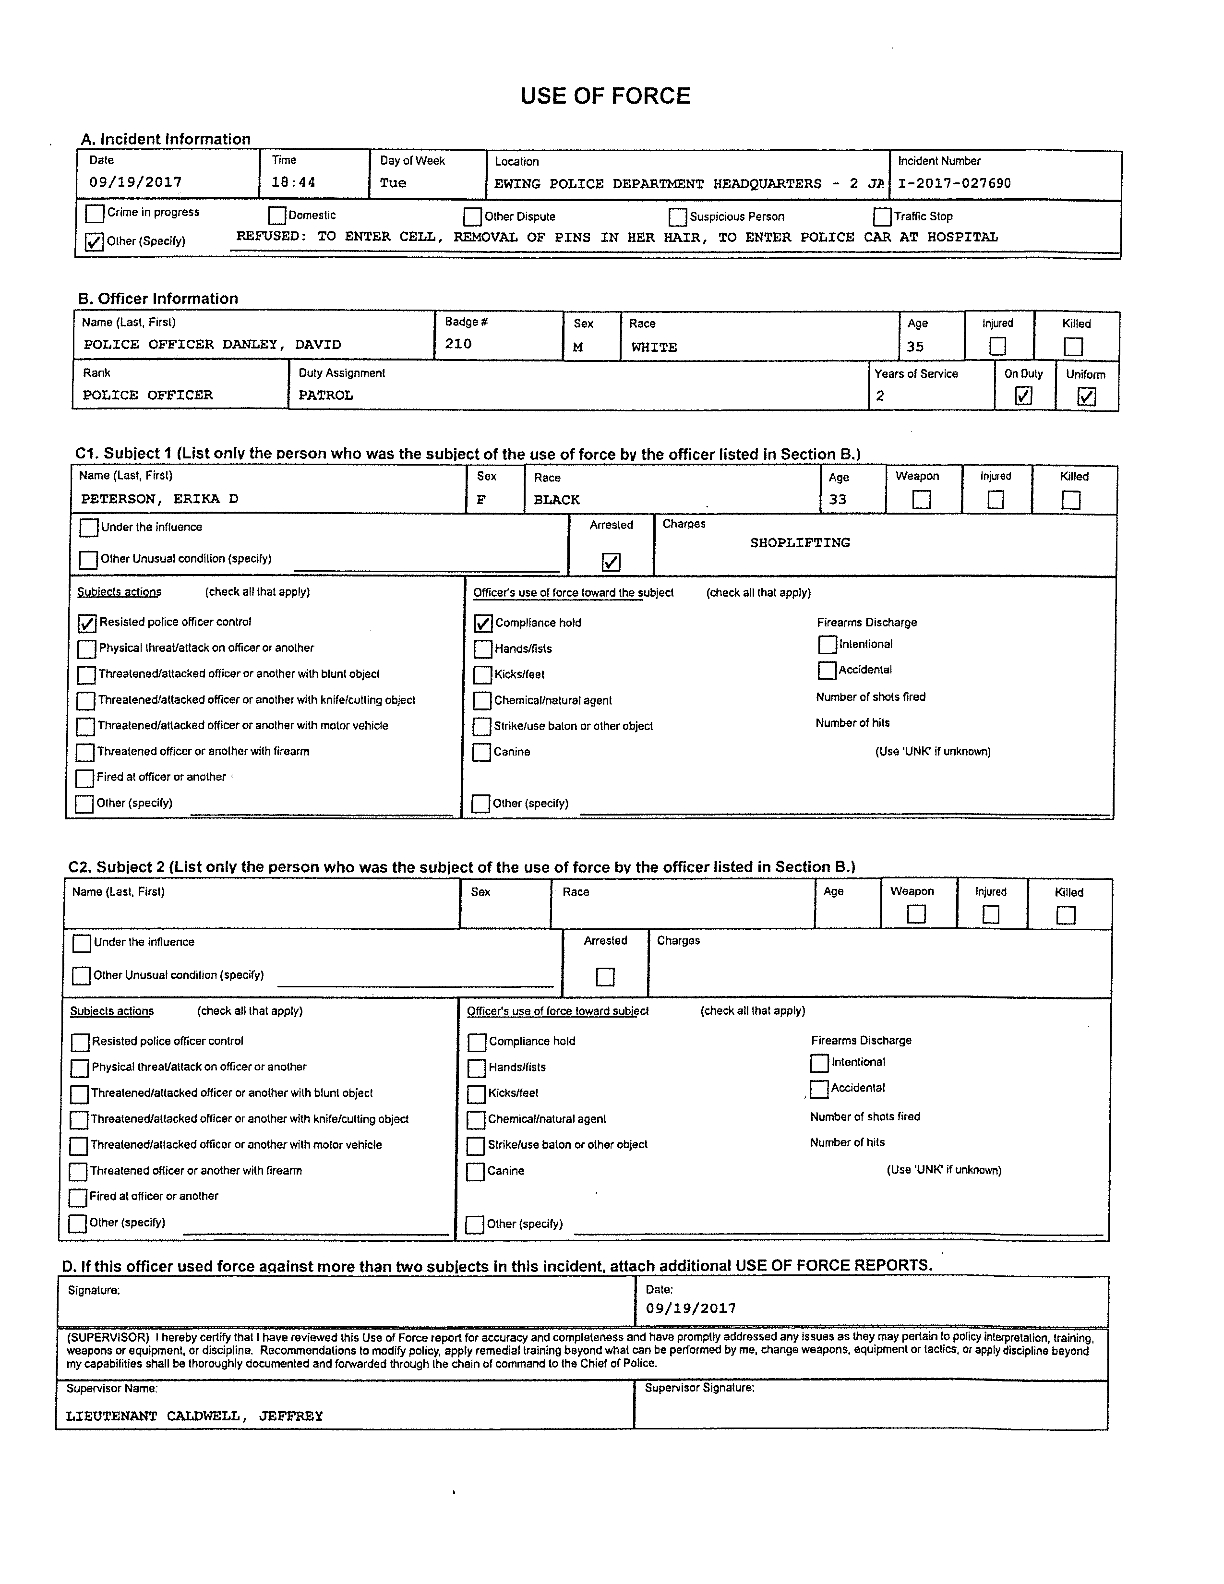 USE OF FORCE
A. Incident Information
Date Time Day of Week Location Incident Number
09/19/2017 18:44 Tue EWING POLICE DEPARTMENT HEADQUARTERS - 2 JA I-2017-027690
Crime in progress Domestic Other Dispute Suspicious Person Traffic Stop
Other (Specify) REFUSED: TO ENTER CELL, REMOVAL OF PINS IN HER HAIR, TO ENTER POLICE CAR AT HOSPITAL
B. Officer Information
Name (Last, First) Badge # Sex Race Age Injured Killed
POLICE OFFICER DANLEY, DAVID 210 M WHITE 35
Rank Duty Assignment Years of Service On Duty Uniform
POLICE OFFICER PATROL 2
C1. Subject 1 (List only the person who was the subject of the use of force by the officer listed in Section B.)
Name (Last, First) Sex Race Age Weapon Injured Killed
PETERSON, ERIKA D F BLACK 33
Under the influence Arrested Charges
SHOPLIFTING
Other Unusual condition (specify)
Subjects actions (check all that apply) Officer's use of force toward the subject (check all that apply)
Resisted police officer control Compliance hold Firearms Discharge
Physical threat/attack on officer or another Hands/fists Intentional
Threatened/attacked officer or another with blunt object Kicks/feet Accidental
Threatened/attacked officer or another with knife/cutting object Chemical/natural agent Number of shots fired
Threatened/attacked officer or another with motor vehicle Strike/use baton or other object Number of hits
Threatened officer or another with firearm Canine (Use 'UNK' if unknown)
Fired at officer or another
Other (specify) Other (specify)
C2. Subject 2 (List only the person who was the subject of the use of force by the officer listed in Section B.)
Name (Last, First) Sex Race Age Weapon Injured Killed
Under the influence Arrested Charges
Other Unusual condition (specify)
Subjects actions (check all that apply) Officer's use of force toward subject (check all that apply)
Resisted police officer control Compliance hold Firearms Discharge
Physical threat/attack on officer or another Hands/fists Intentional
Threatened/attacked officer or another with blunt object Kicks/feet Accidental
Threatened/attacked officer or another with knife/cutting object Chemical/natural agent Number of shots fired
Threatened/attacked officer or another with motor vehicle Strike/use baton or other object Number of hits
Threatened officer or another with firearm Canine (Use 'UNK' if unknown)
Fired at officer or another
Other (specify) Other (specify)
D. If this officer used force against more than two subjects in this incident, attach additional USE OF FORCE REPORTS.
Signature: Date:
09/19/2017
(SUPERVISOR) I hereby certify that I have reviewed this Use of Force report for accuracy and completeness and have promptly addressed any issues as they may pertain to policy interpretation, training,
weapons or equipment, or discipline. Recommendations to modify policy, apply remedial training beyond what can be performed by me, change weapons, equipment or tactics, or apply discipline beyond
my capabilities shall be thoroughly documented and forwarded through the chain of command to the Chief of Police.
Supervisor Name: Supervisor Signature:
LIEUTENANT CALDWELL, JEFFREY